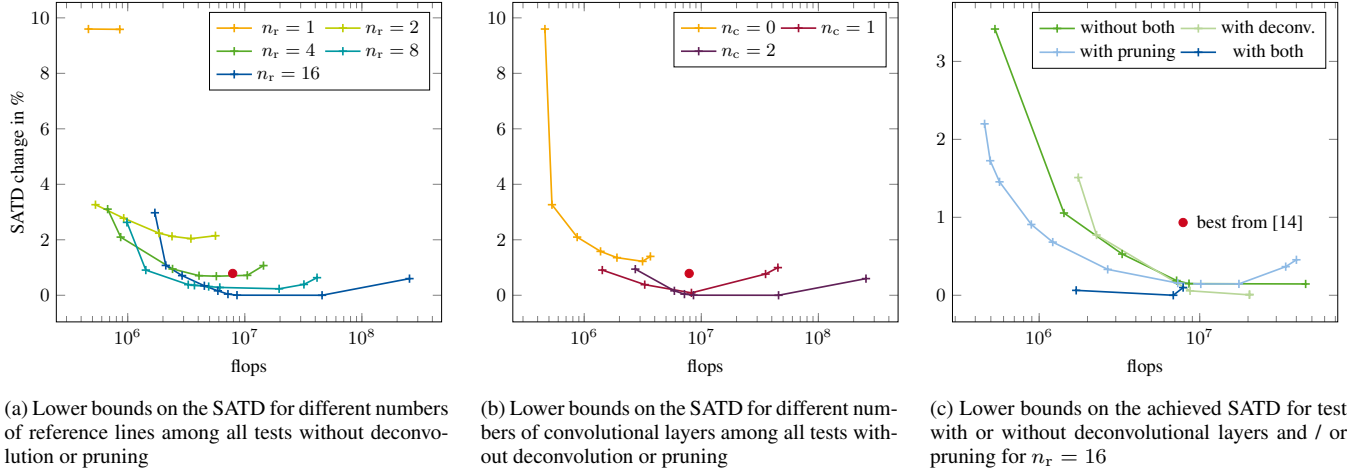 SATD change in %
10
8
6
4
2
0
10^6
10^7
10^8
flops
n_r = 1
n_r = 2
n_r = 4
n_r = 8
n_r = 16
(a) Lower bounds on the SATD for different numbers
of reference lines among all tests without deconvo-
lution or pruning
10
8
6
4
2
0
10^6
10^7
10^8
flops
n_c = 0
n_c = 1
n_c = 2
(b) Lower bounds on the SATD for different num-
bers of convolutional layers among all tests with-
out deconvolution or pruning
3
2
1
0
10^6
10^7
flops
without both
with deconv.
with pruning
with both
best from [14]
(c) Lower bounds on the achieved SATD for test
with or without deconvolutional layers and / or
pruning for n_r = 16